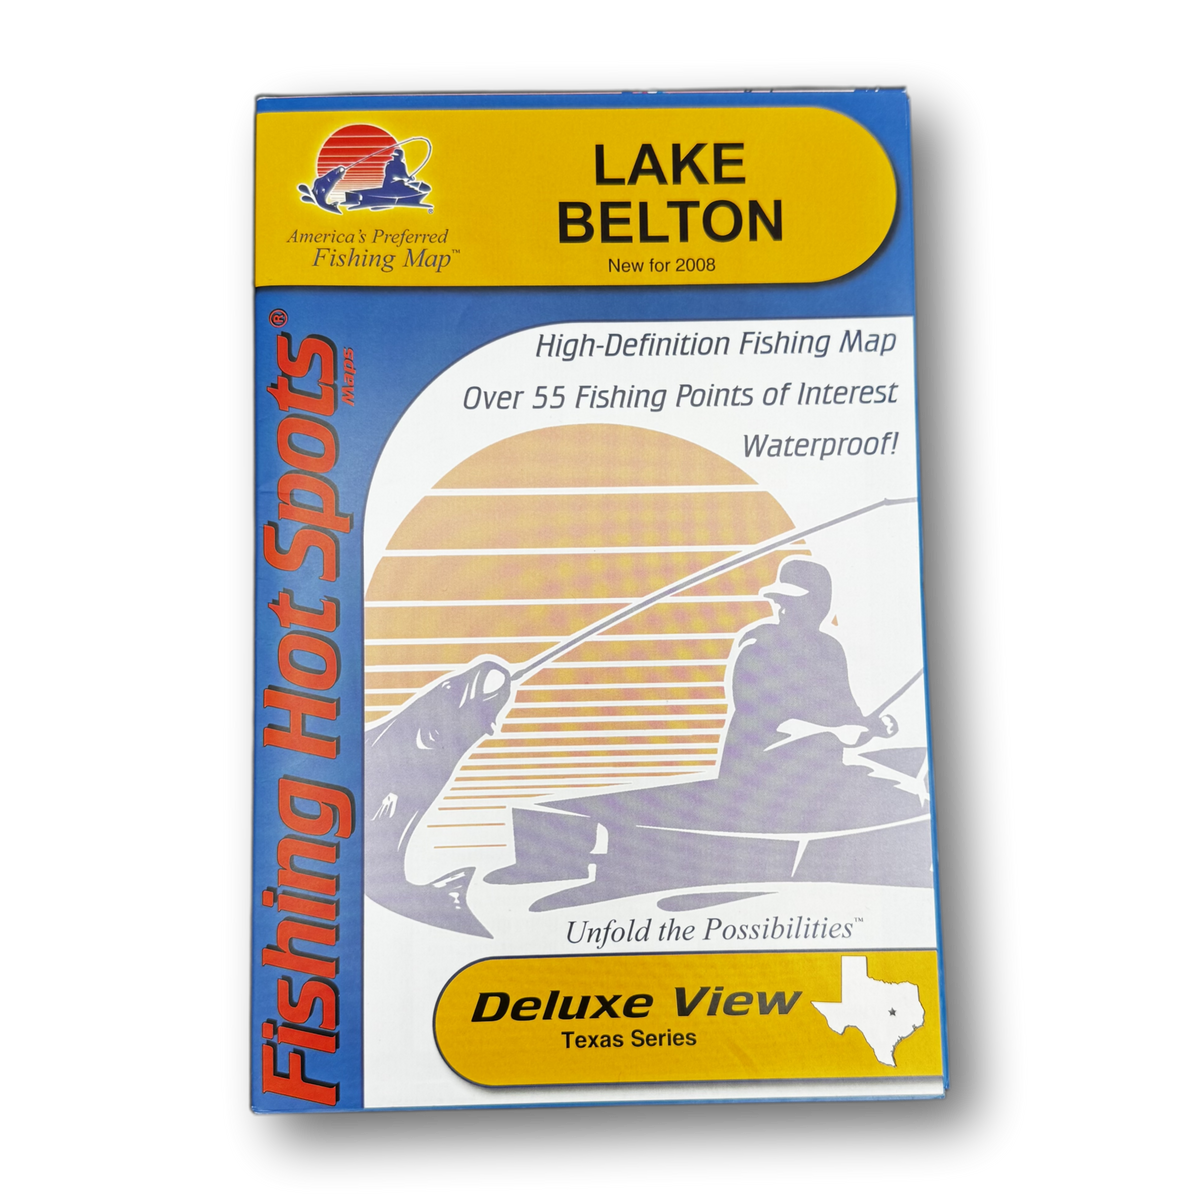 America's Preferred
Fishing Map™
LAKE
BELTON
New for 2008
Fishing Hot Spots®
Maps
High-Definition Fishing Map
Over 55 Fishing Points of Interest
Waterproof!
Unfold the Possibilities™
Deluxe View
Texas Series